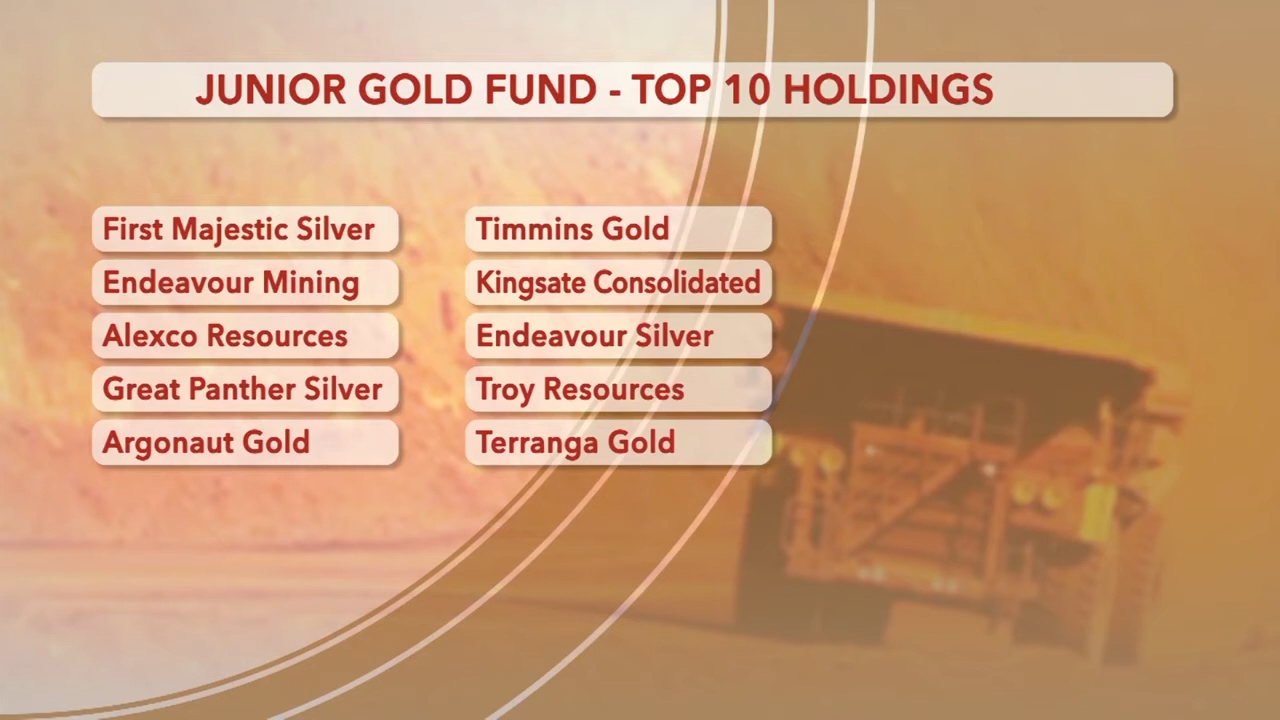 JUNIOR GOLD FUND - TOP 10 HOLDINGS
First Majestic Silver
Endeavour Mining
Alexco Resources
Great Panther Silver
Argonaut Gold
Timmins Gold
Kingsate Consolidated
Endeavour Silver
Troy Resources
Terranga Gold